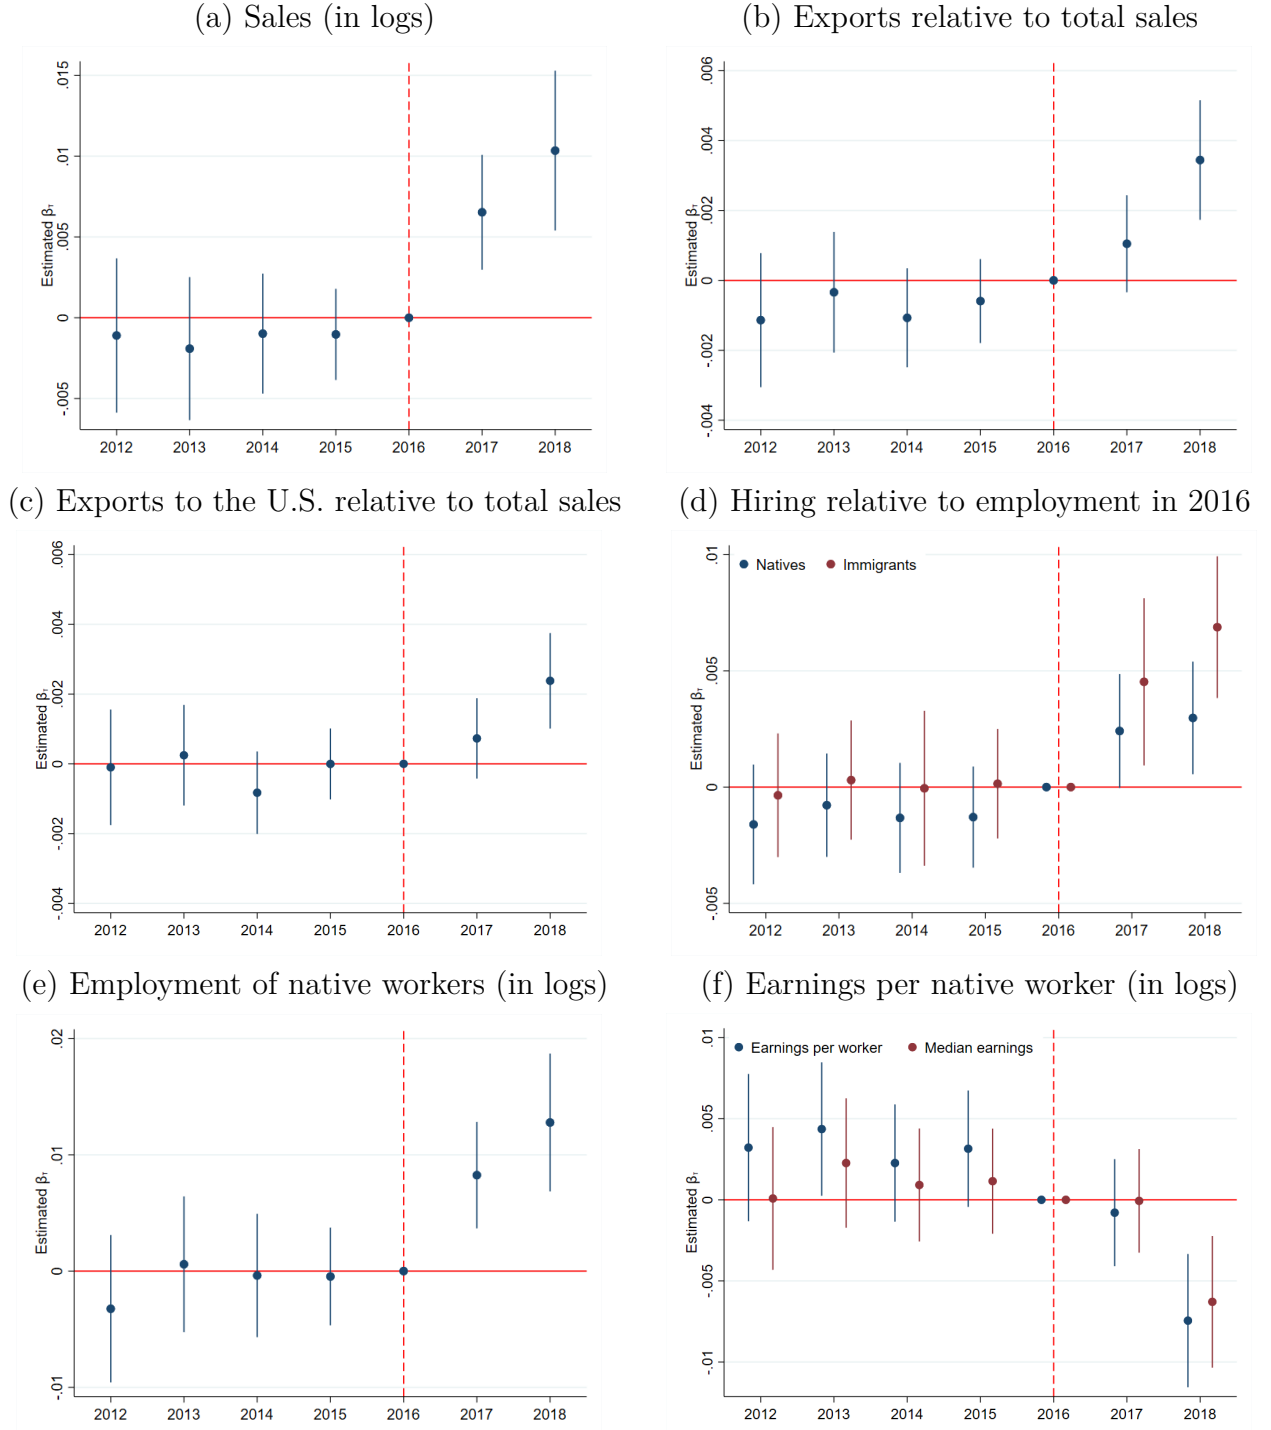 (a) Sales (in logs)
Estimated βτ
.015
.01
.005
0
-.005
2012 2013 2014 2015 2016 2017 2018
(b) Exports relative to total sales
Estimated βτ
.006
.004
.002
0
-.002
-.004
2012 2013 2014 2015 2016 2017 2018
(c) Exports to the U.S. relative to total sales
Estimated βτ
.006
.004
.002
0
-.002
-.004
2012 2013 2014 2015 2016 2017 2018
(d) Hiring relative to employment in 2016
Natives Immigrants
Estimated βτ
.01
.005
0
-.005
2012 2013 2014 2015 2016 2017 2018
(e) Employment of native workers (in logs)
Estimated βτ
.02
.01
0
-.01
2012 2013 2014 2015 2016 2017 2018
(f) Earnings per native worker (in logs)
Earnings per worker Median earnings
Estimated βτ
.01
.005
0
-.005
-.01
2012 2013 2014 2015 2016 2017 2018